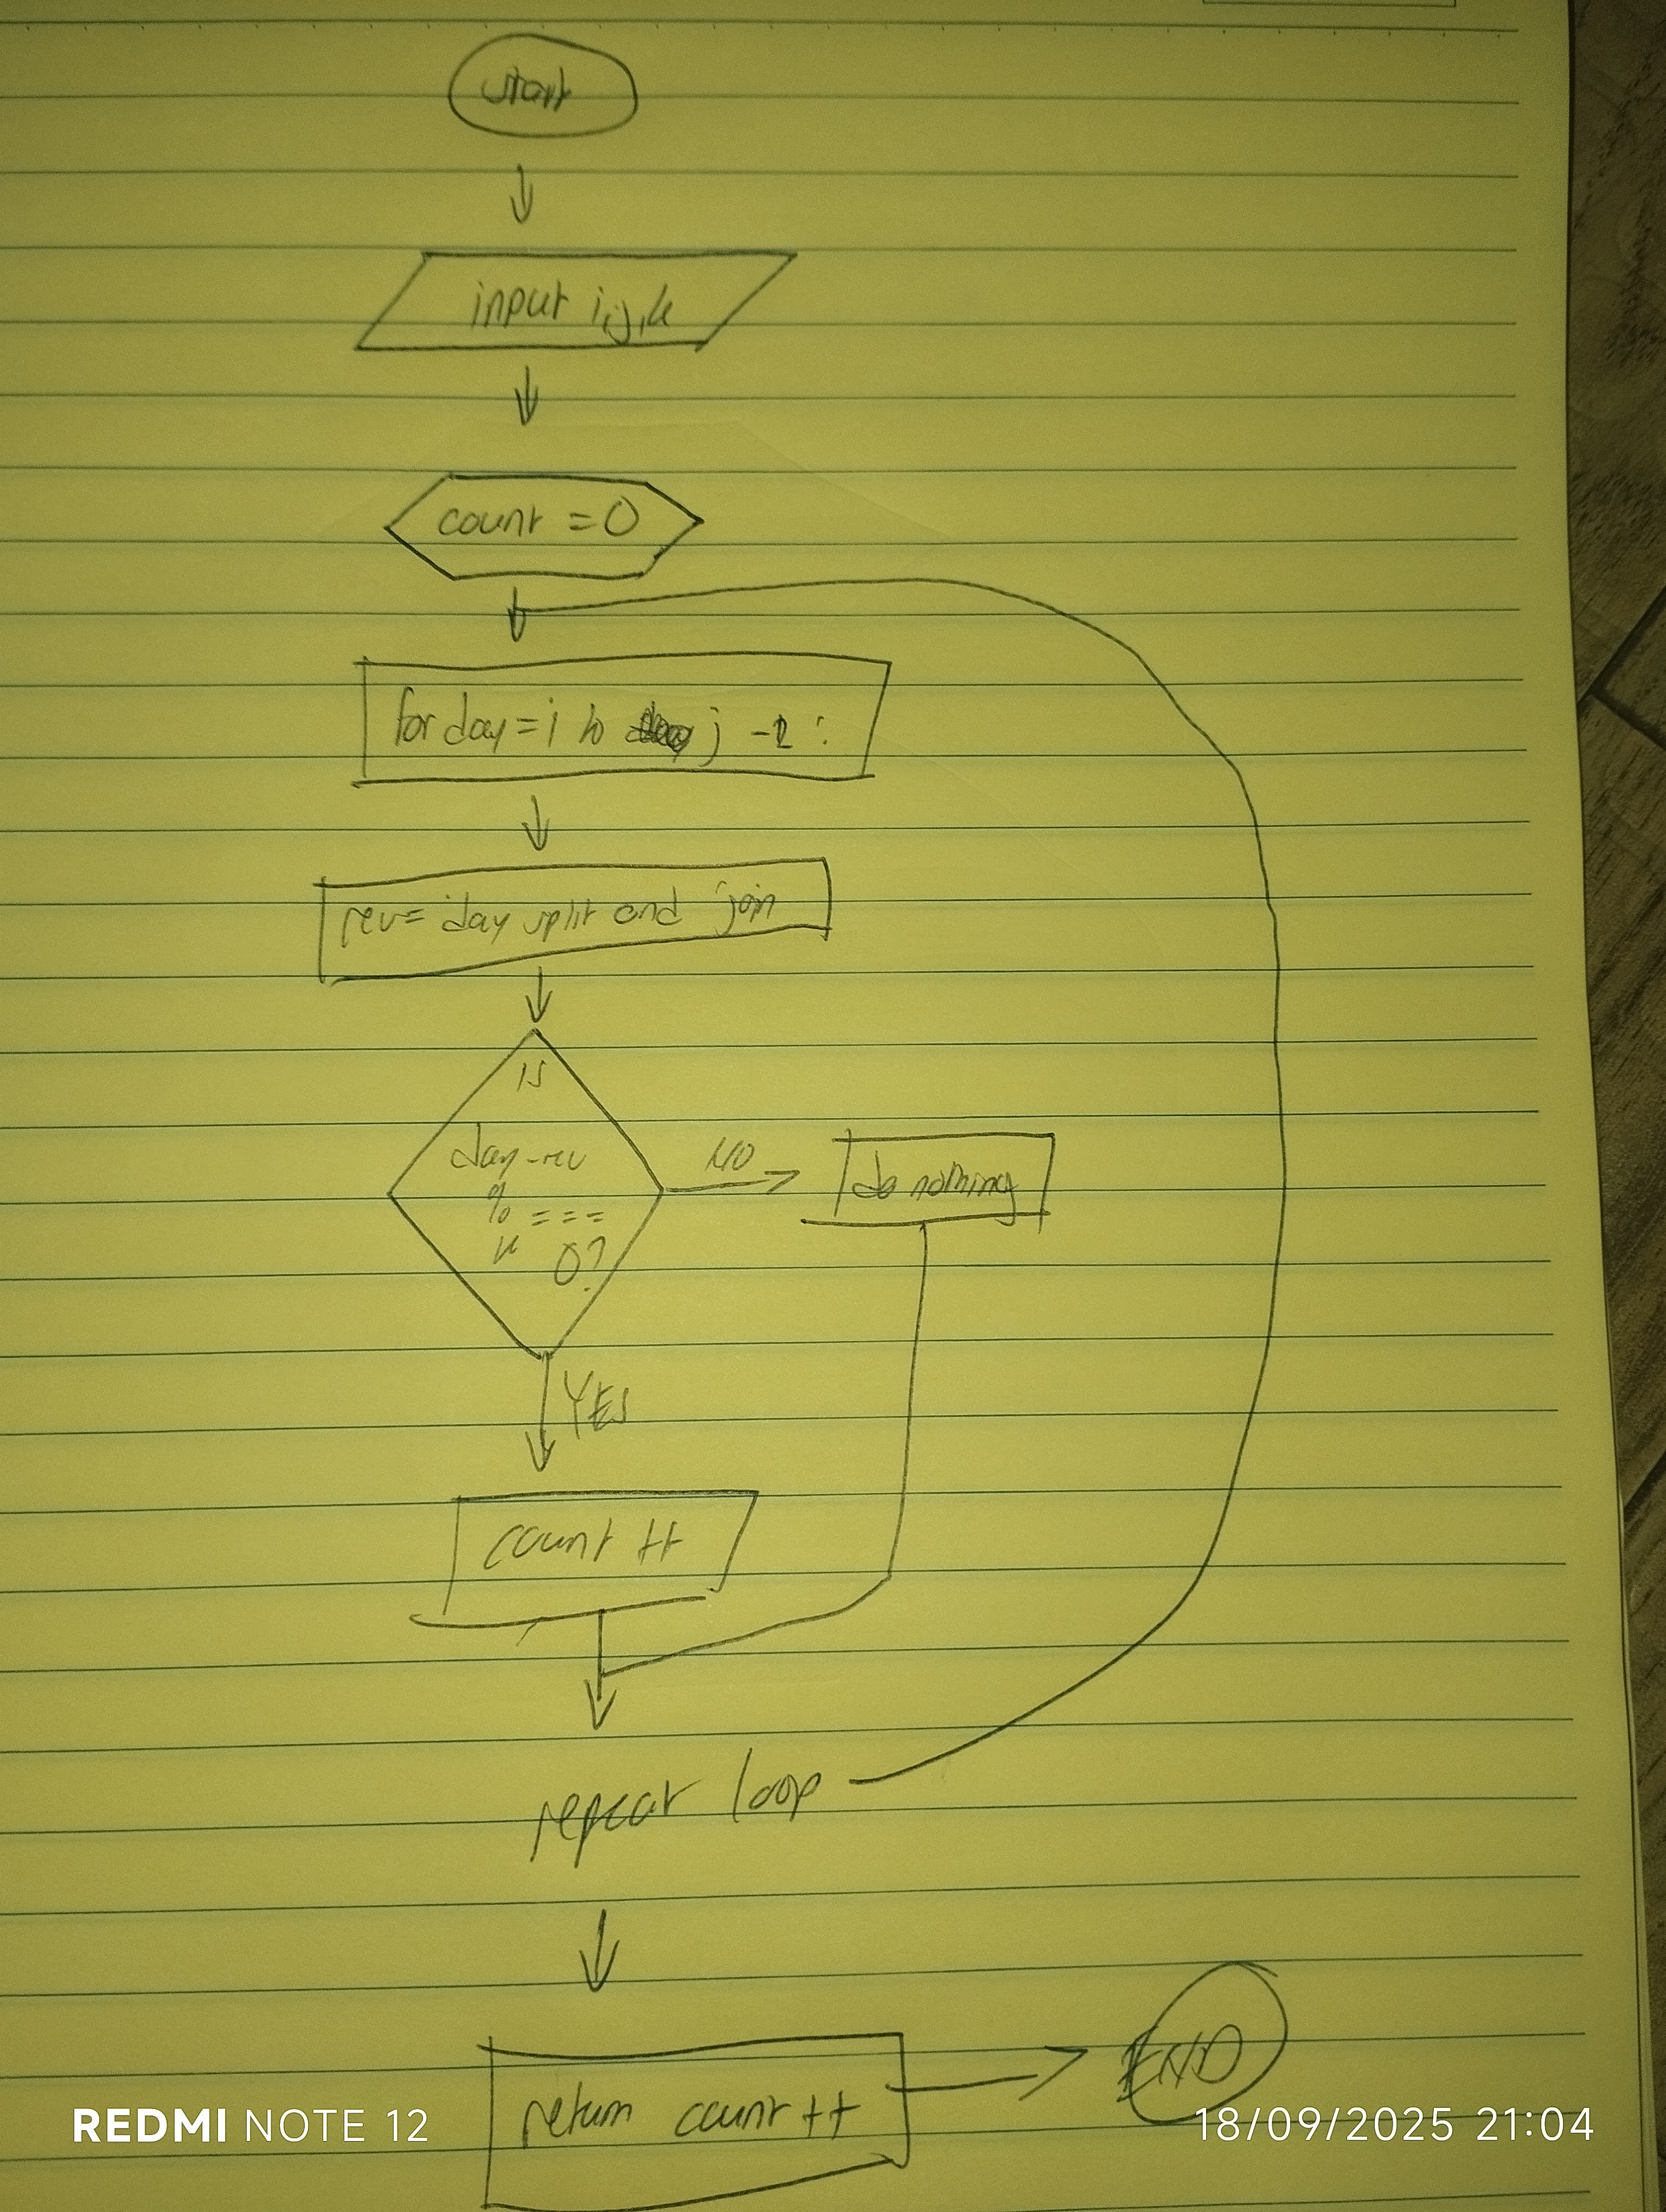 start
input i,j,k
count = 0
for day = i to j - 1 :
rev = day split and join
is
day-rev
% ===
k 0?
NO
do nothing
YES
count ++
repeat loop
return count ++
END
REDMI NOTE 12
18/09/2025 21:04